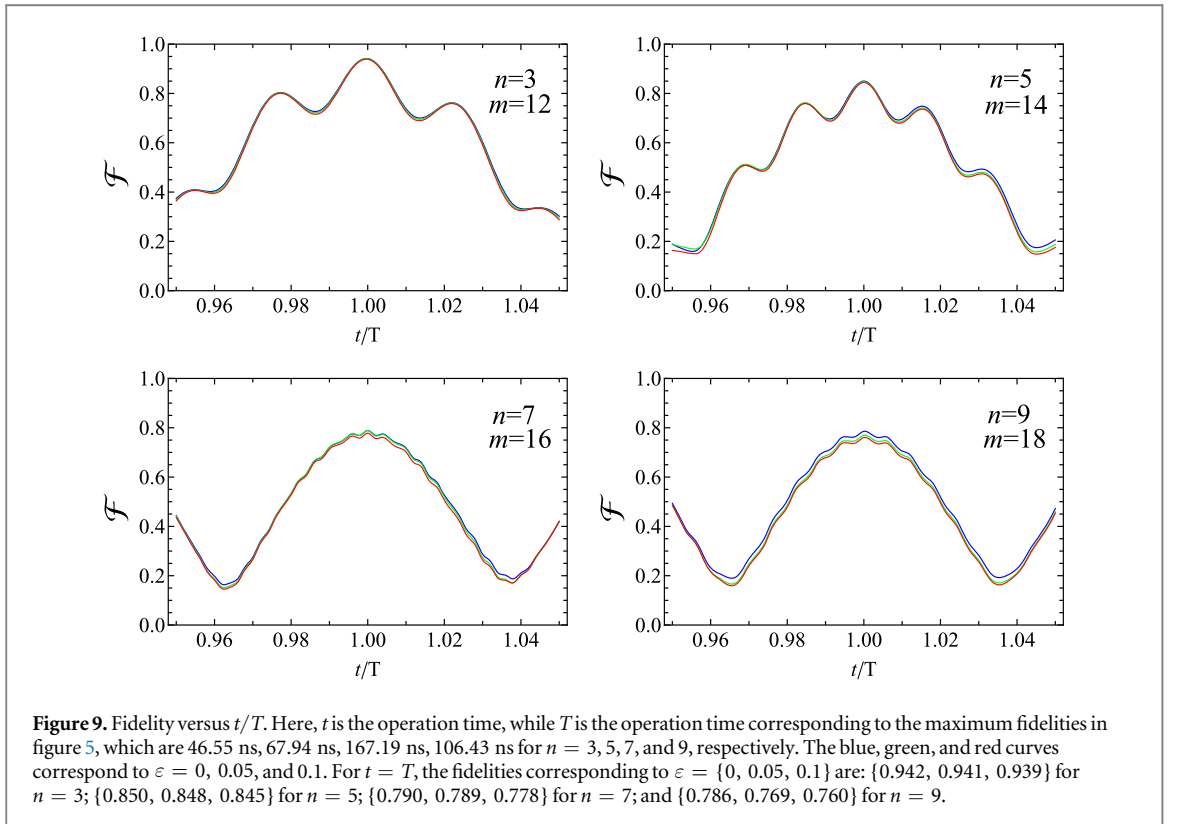 1.0
0.8
0.6
0.4
0.2
0.0
ℱ
n=3
m=12
0.96 0.98 1.00 1.02 1.04
t/T
1.0
0.8
0.6
0.4
0.2
0.0
ℱ
n=5
m=14
0.96 0.98 1.00 1.02 1.04
t/T
1.0
0.8
0.6
0.4
0.2
0.0
ℱ
n=7
m=16
0.96 0.98 1.00 1.02 1.04
t/T
1.0
0.8
0.6
0.4
0.2
0.0
ℱ
n=9
m=18
0.96 0.98 1.00 1.02 1.04
t/T
Figure 9. Fidelity versus t/T. Here, t is the operation time, while T is the operation time corresponding to the maximum fidelities in
figure 5, which are 46.55 ns, 67.94 ns, 167.19 ns, 106.43 ns for n = 3, 5, 7, and 9, respectively. The blue, green, and red curves
correspond to ε = 0, 0.05, and 0.1. For t = T, the fidelities corresponding to ε = {0, 0.05, 0.1} are: {0.942, 0.941, 0.939} for
n = 3; {0.850, 0.848, 0.845} for n = 5; {0.790, 0.789, 0.778} for n = 7; and {0.786, 0.769, 0.760} for n = 9.